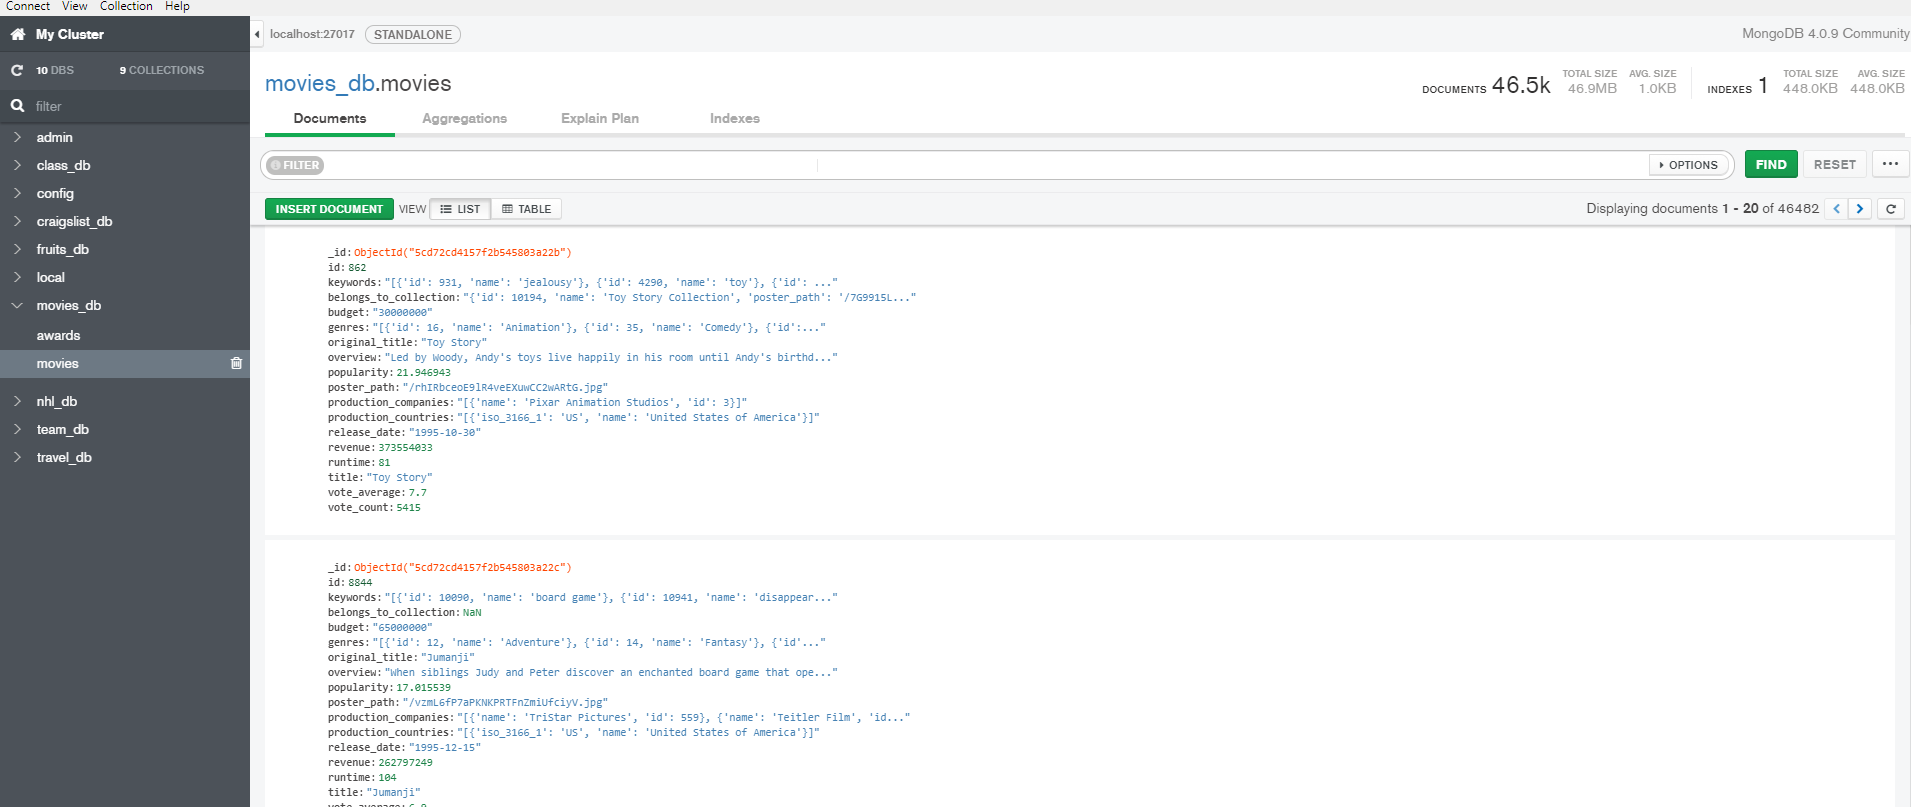 Connect View Collection Help
My Cluster
10 DBS 9 COLLECTIONS
filter
admin
class_db
config
craigslist_db
fruits_db
local
movies_db
awards
movies
nhl_db
team_db
travel_db
localhost:27017 STANDALONE MongoDB 4.0.9 Community
movies_db.movies
DOCUMENTS 46.5k TOTAL SIZE 46.9MB AVG. SIZE 1.0KB INDEXES 1 TOTAL SIZE 448.0KB AVG. SIZE 448.0KB
Documents Aggregations Explain Plan Indexes
FILTER OPTIONS FIND RESET ...
INSERT DOCUMENT VIEW LIST TABLE Displaying documents 1 - 20 of 46482
_id: ObjectId("5cd72cd4157f2b545803a22b")
id: 862
keywords: "[{'id': 931, 'name': 'jealousy'}, {'id': 4290, 'name': 'toy'}, {'id': ..."
belongs_to_collection: "{'id': 10194, 'name': 'Toy Story Collection', 'poster_path': '/7G9915L..."
budget: "30000000"
genres: "[{'id': 16, 'name': 'Animation'}, {'id': 35, 'name': 'Comedy'}, {'id':..."
original_title: "Toy Story"
overview: "Led by Woody, Andy's toys live happily in his room until Andy's birthd..."
popularity: 21.946943
poster_path: "/rhIRbceoE9lR4veEXuwCC2wARtG.jpg"
production_companies: "[{'name': 'Pixar Animation Studios', 'id': 3}]"
production_countries: "[{'iso_3166_1': 'US', 'name': 'United States of America'}]"
release_date: "1995-10-30"
revenue: 373554033
runtime: 81
title: "Toy Story"
vote_average: 7.7
vote_count: 5415
_id: ObjectId("5cd72cd4157f2b545803a22c")
id: 8844
keywords: "[{'id': 10090, 'name': 'board game'}, {'id': 10941, 'name': 'disappear..."
belongs_to_collection: NaN
budget: "65000000"
genres: "[{'id': 12, 'name': 'Adventure'}, {'id': 14, 'name': 'Fantasy'}, {'id'..."
original_title: "Jumanji"
overview: "When siblings Judy and Peter discover an enchanted board game that ope..."
popularity: 17.015539
poster_path: "/vzmL6fP7aPKNKPRTFnZmiUfciyV.jpg"
production_companies: "[{'name': 'TriStar Pictures', 'id': 559}, {'name': 'Teitler Film', 'id..."
production_countries: "[{'iso_3166_1': 'US', 'name': 'United States of America'}]"
release_date: "1995-12-15"
revenue: 262797249
runtime: 104
title: "Jumanji"